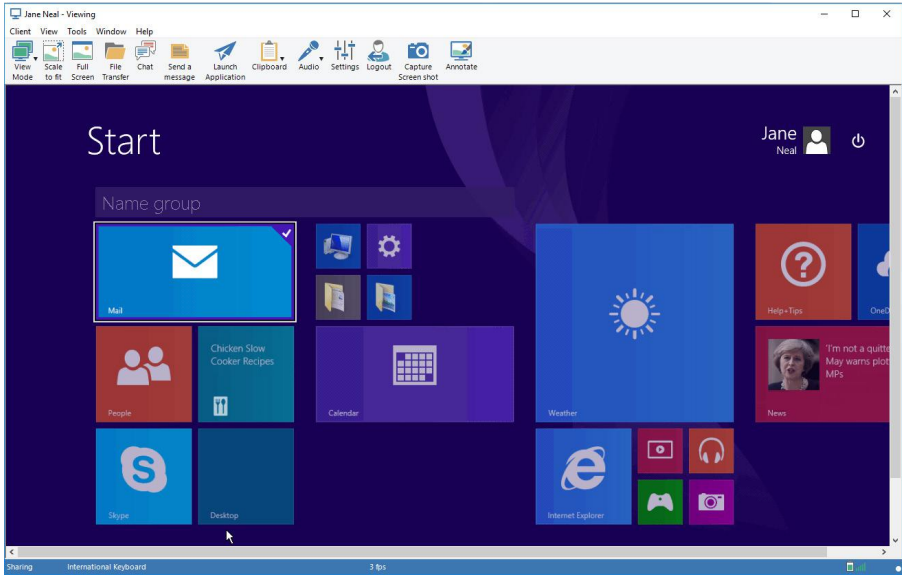 Jane Neal - Viewing
Client View Tools Window Help
View Mode
Scale to fit
Full Screen
File Transfer
Chat
Send a message
Launch Application
Clipboard
Audio
Settings
Logout
Capture Screen shot
Annotate
Start
Jane
Neal
Name group
Mail
People
Chicken Slow
Cooker Recipes
Skype
Desktop
Calendar
Weather
Internet Explorer
Help+Tips
OneD
'I'm not a quitte
May warns plot
MPs
News
Sharing International Keyboard 3 fps